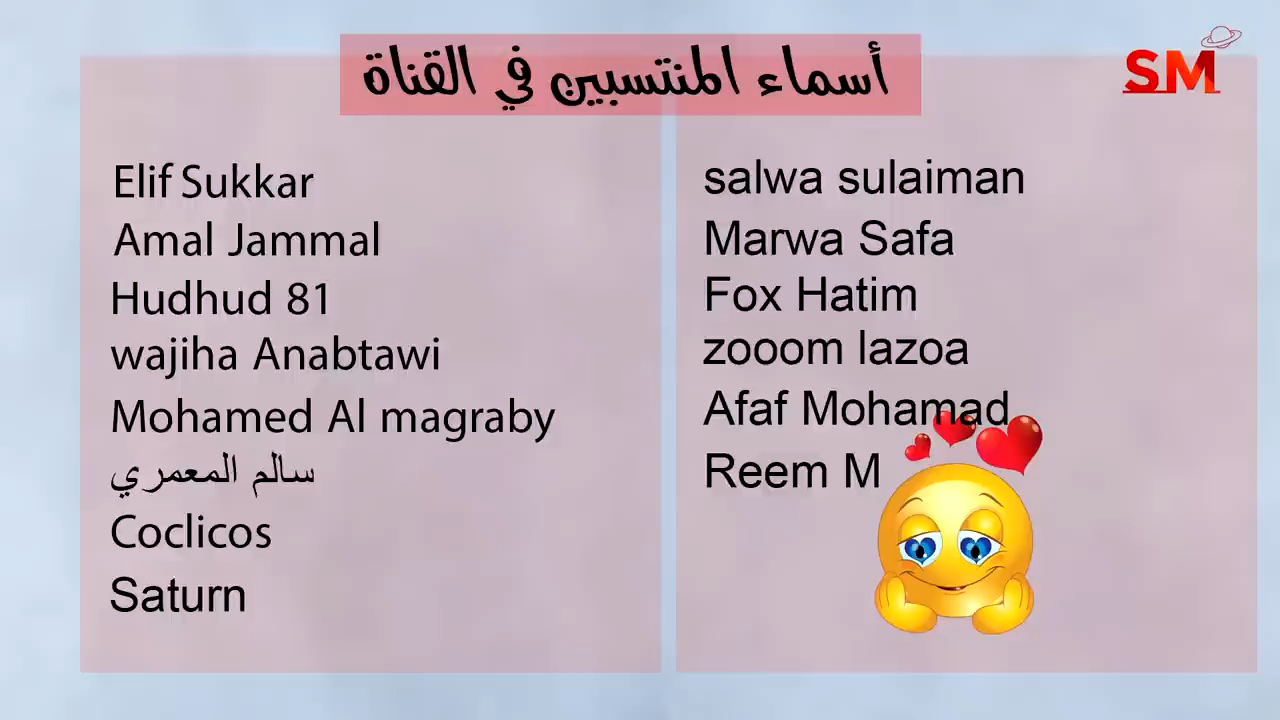 أسماء المنتسبين في القناة
SM
Elif Sukkar
Amal Jammal
Hudhud 81
wajiha Anabtawi
Mohamed Al magraby
سالم المعمري
Coclicos
Saturn
salwa sulaiman
Marwa Safa
Fox Hatim
zooom lazoa
Afaf Mohamad
Reem M